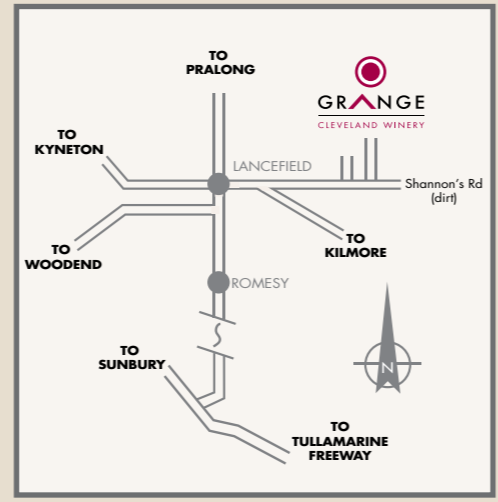 TO
PRALONG
GRANGE
CLEVELAND WINERY
TO
KYNETON
LANCEFIELD
Shannon's Rd
(dirt)
TO
WOODEND
TO
KILMORE
ROMESY
N
TO
SUNBURY
TO
TULLAMARINE
FREEWAY